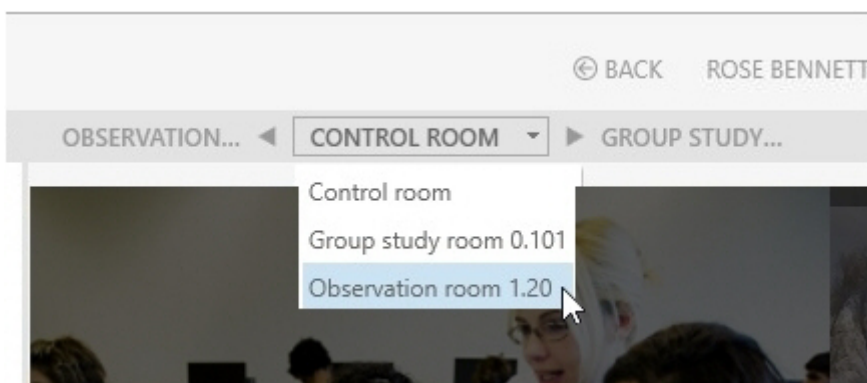 BACK ROSE BENNETT
OBSERVATION... CONTROL ROOM GROUP STUDY...
Control room
Group study room 0.101
Observation room 1.20